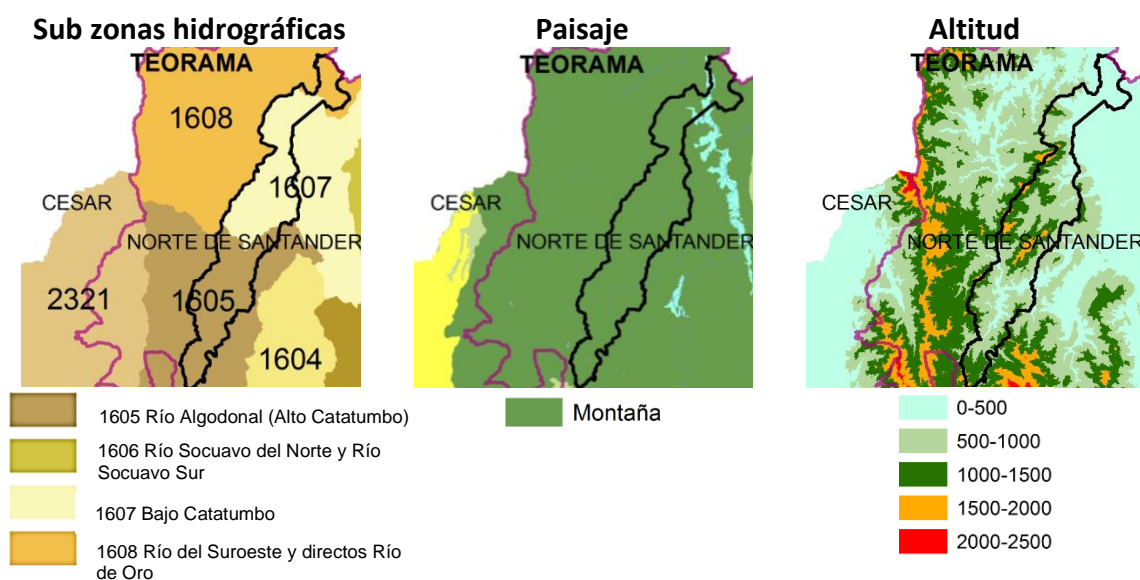 Sub zonas hidrográficas
TEORAMA
1608
1607
CESAR
NORTE DE SANTANDER
2321
1605
1604
1605 Río Algodonal (Alto Catatumbo)
1606 Río Socuavo del Norte y Río
Socuavo Sur
1607 Bajo Catatumbo
1608 Río del Suroeste y directos Río
de Oro
Paisaje
TEORAMA
CESAR
NORTE DE SANTANDER
Montaña
Altitud
TEORAMA
CESAR
NORTE DE SANTANDER
0-500
500-1000
1000-1500
1500-2000
2000-2500